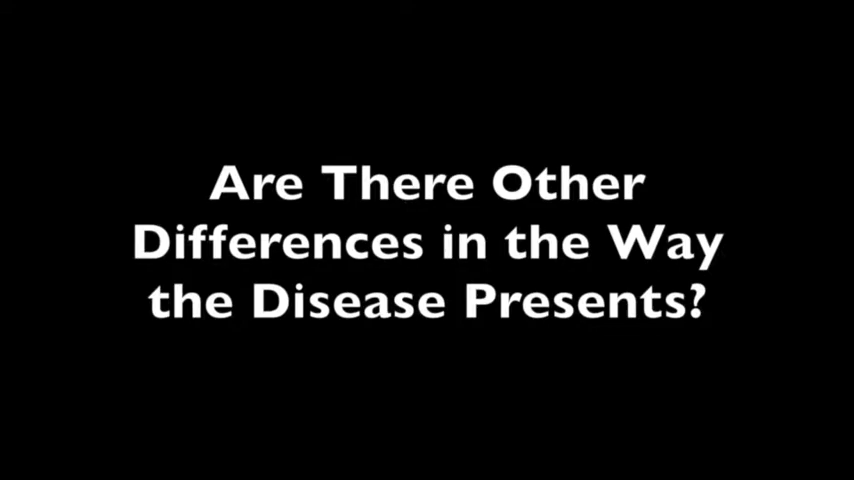 Are There Other
Differences in the Way
the Disease Presents?